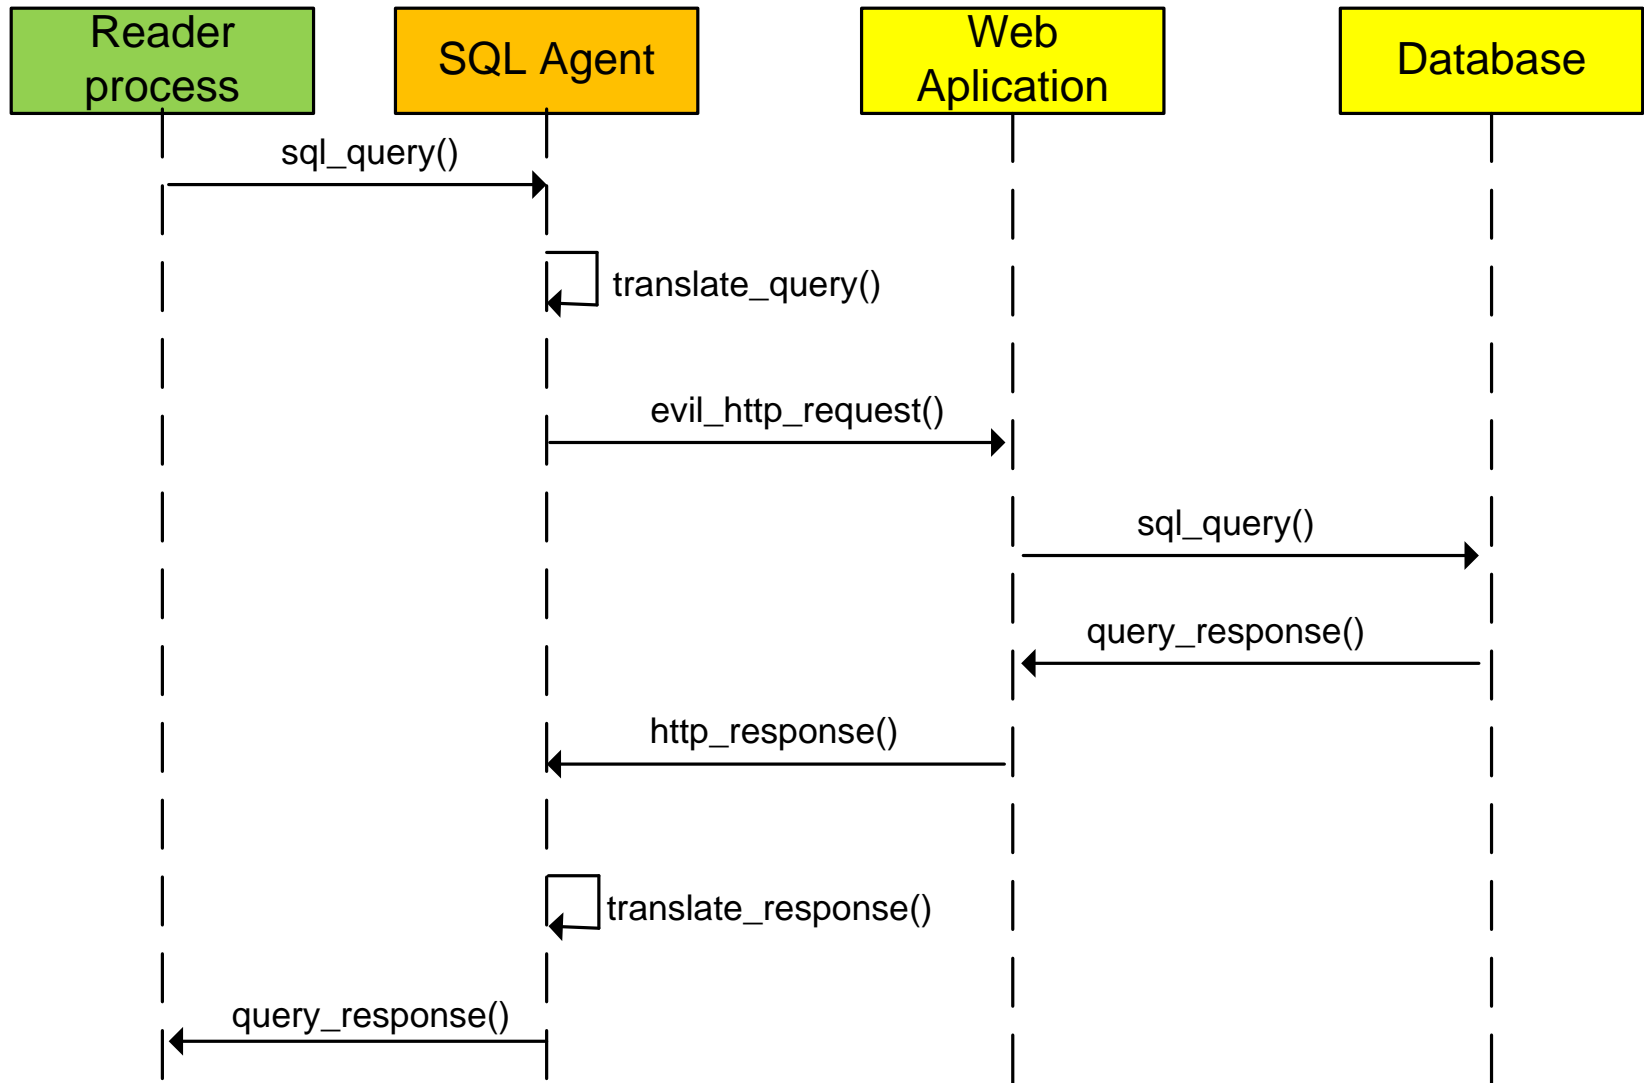 Reader
process
SQL Agent
Web
Aplication
Database
sql_query()
translate_query()
evil_http_request()
sql_query()
query_response()
http_response()
translate_response()
query_response()